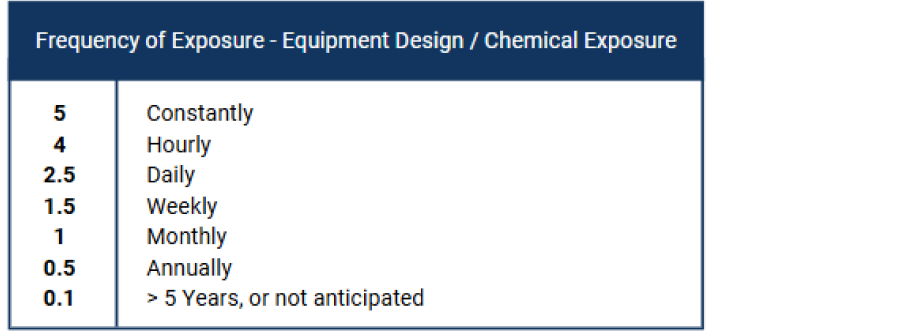 Frequency of Exposure - Equipment Design / Chemical Exposure
5 Constantly
4 Hourly
2.5 Daily
1.5 Weekly
1 Monthly
0.5 Annually
0.1 > 5 Years, or not anticipated